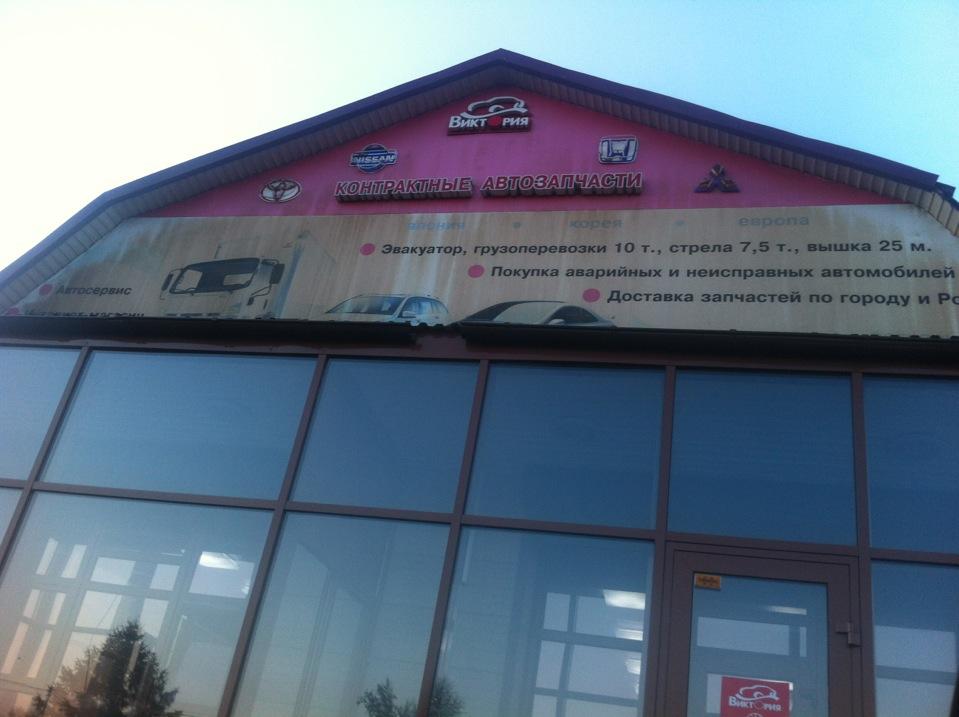 Виктория
NISSAN
КОНТРАКТНЫЕ АВТОЗАПЧАСТИ
япония • корея • европа
Эвакуатор, грузоперевозки 10 т., стрела 7,5 т., вышка 25 м.
Покупка аварийных и неисправных автомобилей
Автосервис
Доставка запчастей по городу и Ро
Виктория